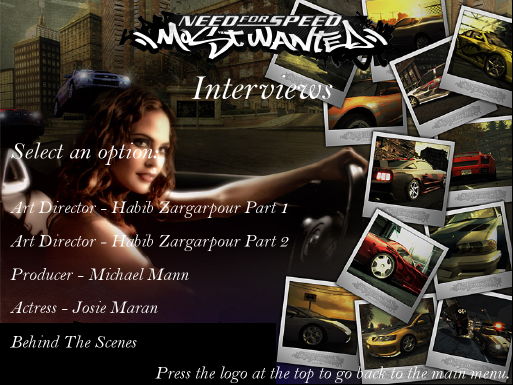 NEED FOR SPEED
MOST WANTED
Interviews
Select an option:
Art Director - Habib Zargarpour Part 1
Art Director - Habib Zargarpour Part 2
Producer - Michael Mann
Actress - Josie Maran
Behind The Scenes
Press the logo at the top to go back to the main menu.